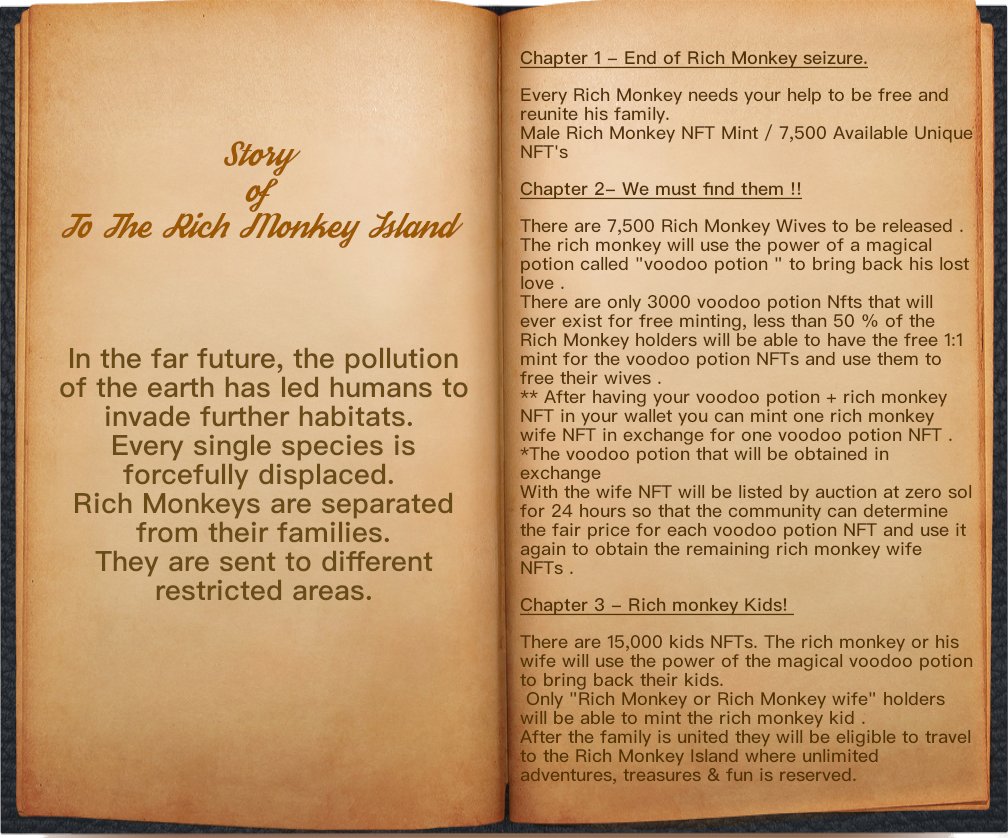 Story
of
To The Rich Monkey Island
In the far future, the pollution
of the earth has led humans to
invade further habitats.
Every single species is
forcefully displaced.
Rich Monkeys are separated
from their families.
They are sent to different
restricted areas.
Chapter 1 – End of Rich Monkey seizure.
Every Rich Monkey needs your help to be free and
reunite his family.
Male Rich Monkey NFT Mint / 7,500 Available Unique
NFT's
Chapter 2– We must find them !!
There are 7,500 Rich Monkey Wives to be released .
The rich monkey will use the power of a magical
potion called "voodoo potion " to bring back his lost
love .
There are only 3000 voodoo potion Nfts that will
ever exist for free minting, less than 50 % of the
Rich Monkey holders will be able to have the free 1:1
mint for the voodoo potion NFTs and use them to
free their wives .
** After having your voodoo potion + rich monkey
NFT in your wallet you can mint one rich monkey
wife NFT in exchange for one voodoo potion NFT .
*The voodoo potion that will be obtained in
exchange
With the wife NFT will be listed by auction at zero sol
for 24 hours so that the community can determine
the fair price for each voodoo potion NFT and use it
again to obtain the remaining rich monkey wife
NFTs .
Chapter 3 – Rich monkey Kids!
There are 15,000 kids NFTs. The rich monkey or his
wife will use the power of the magical voodoo potion
to bring back their kids.
Only "Rich Monkey or Rich Monkey wife" holders
will be able to mint the rich monkey kid .
After the family is united they will be eligible to travel
to the Rich Monkey Island where unlimited
adventures, treasures & fun is reserved.